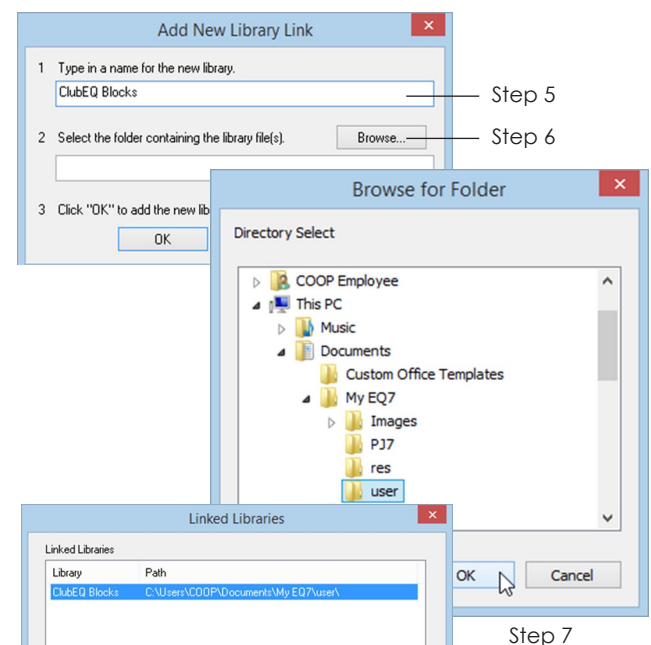 Add New Library Link
1 Type in a name for the new library.
ClubEQ Blocks
Step 5
2 Select the folder containing the library file(s).
Browse...
Step 6
3 Click "OK" to add the new lib
OK
Browse for Folder
Directory Select
COOP Employee
This PC
Music
Documents
Custom Office Templates
My EQ7
Images
PJ7
res
user
OK
Cancel
Step 7
Linked Libraries
Linked Libraries
Library Path
ClubEQ Blocks C:\Users\COOP\Documents\My EQ7\user\